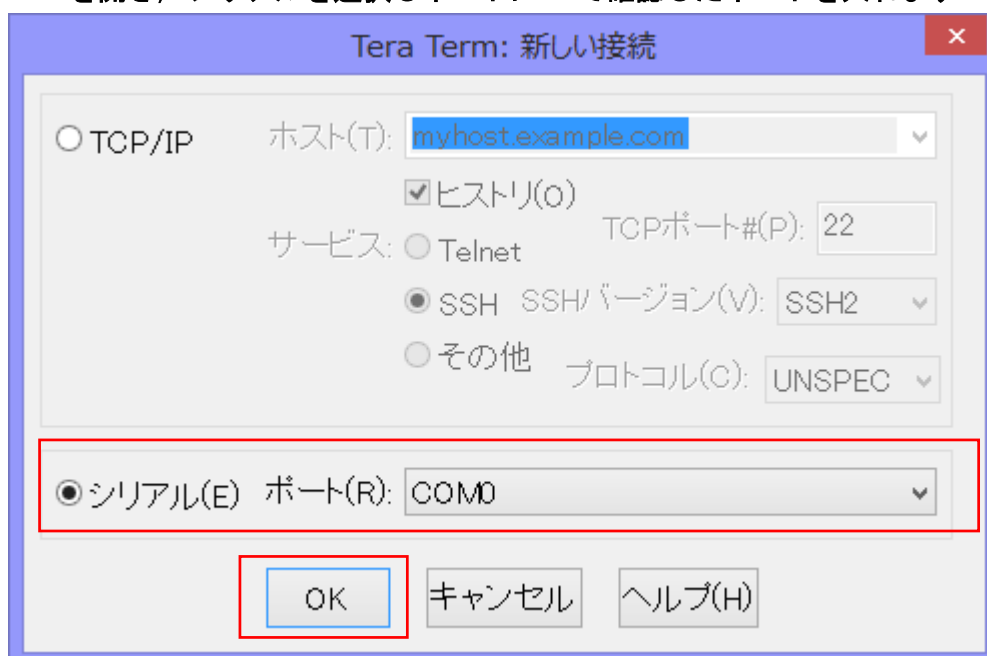 Tera Term: 新しい接続
TCP/IP
ホスト(T): myhost.example.com
ヒストリ(O)
サービス: Telnet
TCPポート#(P): 22
SSH SSHバージョン(V): SSH2
その他 プロトコル(C): UNSPEC
シリアル(E) ポート(R): COM0
OK キャンセル ヘルプ(H)